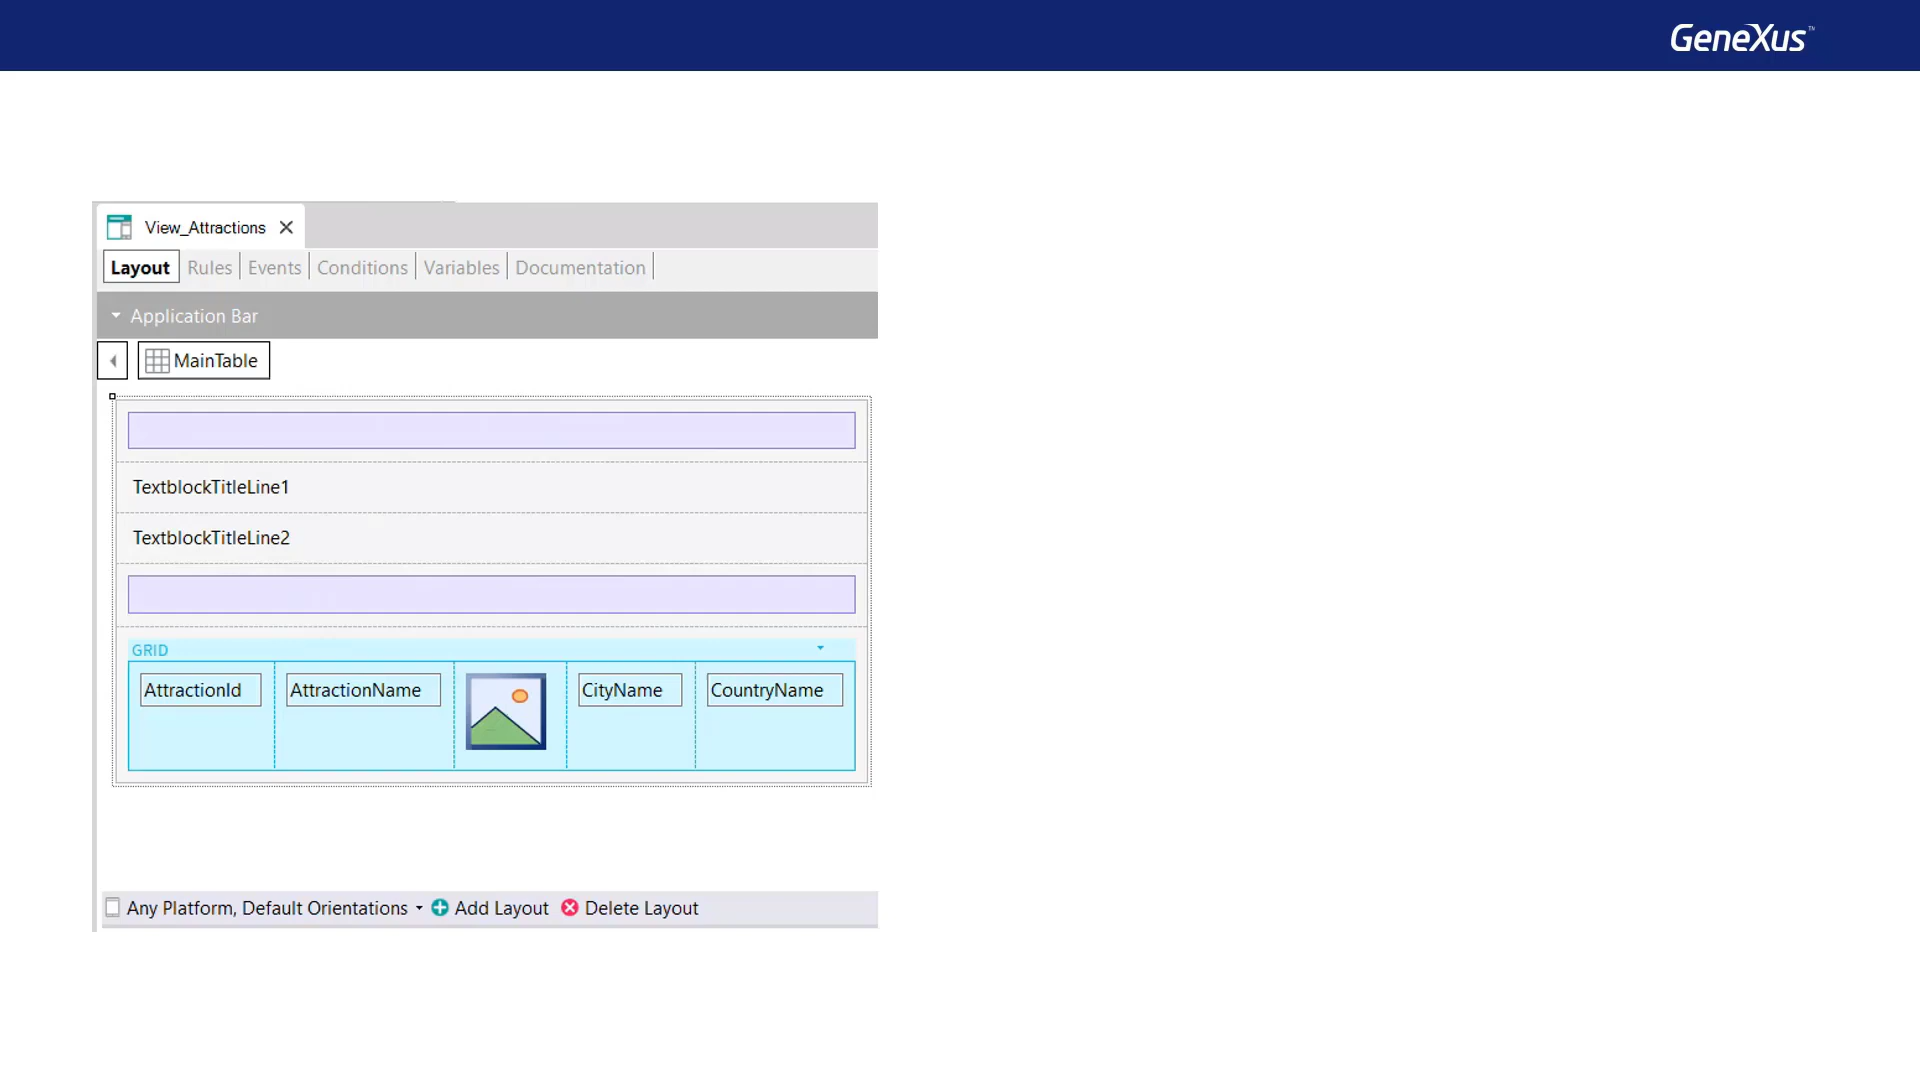 GeneXus™
View_Attractions
Layout Rules Events Conditions Variables Documentation
Application Bar
MainTable
TextblockTitleLine1
TextblockTitleLine2
GRID
AttractionId AttractionName CityName CountryName
Any Platform, Default Orientations Add Layout Delete Layout